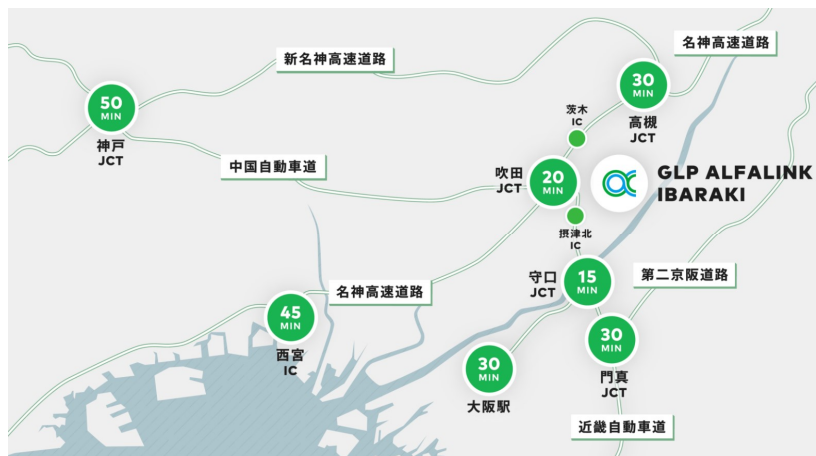 新名神高速道路
名神高速道路
30
MIN
高槻
JCT
50
MIN
神戸
JCT
茨木
IC
中国自動車道
吹田
JCT
20
MIN
GLP ALFALINK
IBARAKI
摂津北
IC
守口
JCT
15
MIN
第二京阪道路
名神高速道路
45
MIN
西宮
IC
30
MIN
門真
JCT
30
MIN
大阪駅
近畿自動車道